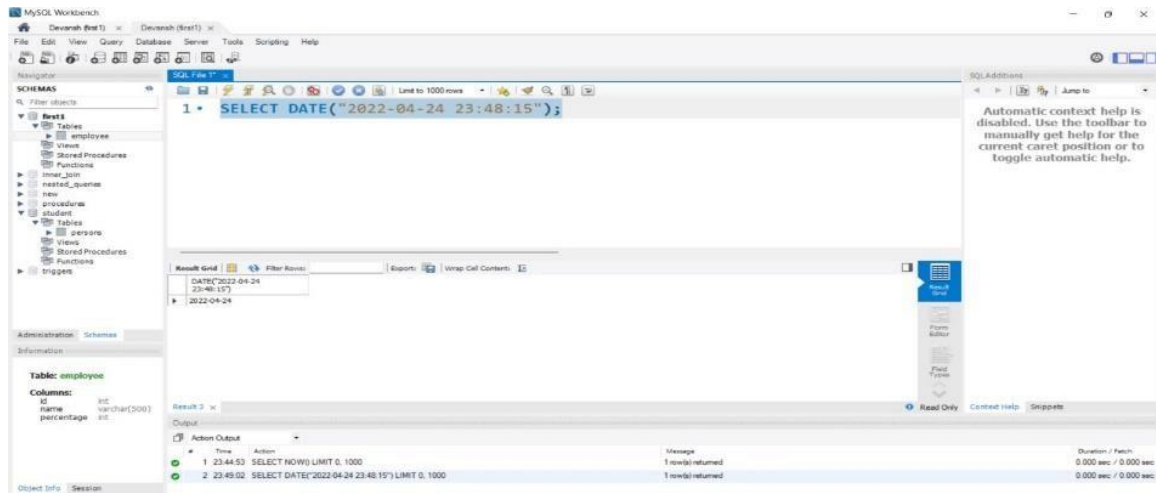 MySQL Workbench
Devansh (first1) × Devansh (first1) ×
File Edit View Query Database Server Tools Scripting Help
Navigator
SCHEMAS
Filter objects
first1
Tables
employee
Views
Stored Procedures
Functions
inner_join
nested_queries
new
procedures
student
Tables
persons
Views
Stored Procedures
Functions
triggers
Administration Schemas
Information
Table: employee
Columns:
id int
name varchar(500)
percentage int
Object Info Session
SQL File 1* ×
Limit to 1000 rows
1 • SELECT DATE("2022-04-24 23:48:15");
Result Grid Filter Rows: Export: Wrap Cell Content:
DATE("2022-04-24
23:48:15")
2022-04-24
Result Grid
Form Editor
Field Types
Result 3 ×
Read Only
Output
Action Output
# Time Action Message Duration / Fetch
1 23:44:53 SELECT NOW() LIMIT 0, 1000 1 row(s) returned 0.000 sec / 0.000 sec
2 23:49:02 SELECT DATE("2022-04-24 23:48:15") LIMIT 0, 1000 1 row(s) returned 0.000 sec / 0.000 sec
SQLAdditions
Jump to
Automatic context help is
disabled. Use the toolbar to
manually get help for the
current caret position or to
toggle automatic help.
Context Help Snippets